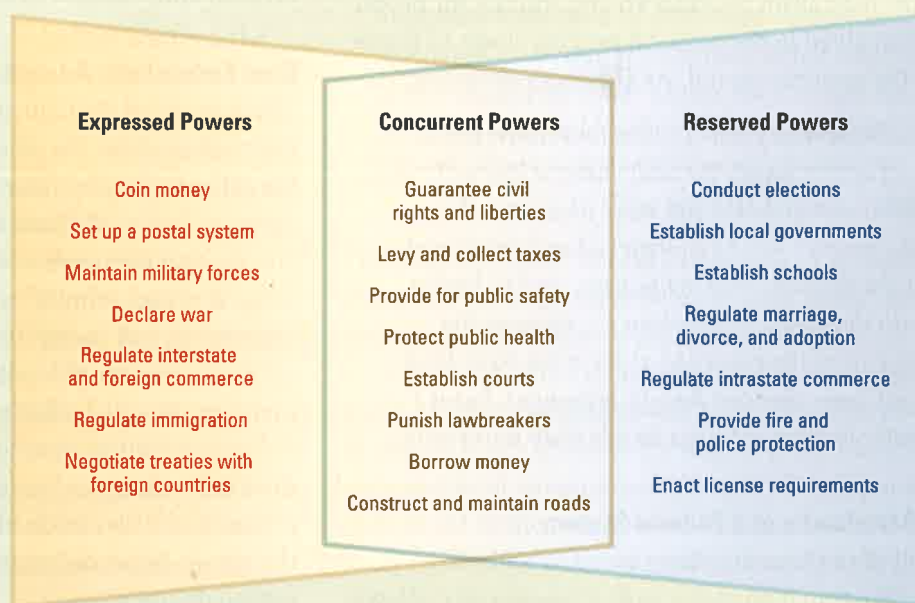 Expressed Powers
Coin money
Set up a postal system
Maintain military forces
Declare war
Regulate interstate
and foreign commerce
Regulate immigration
Negotiate treaties with
foreign countries
Concurrent Powers
Guarantee civil
rights and liberties
Levy and collect taxes
Provide for public safety
Protect public health
Establish courts
Punish lawbreakers
Borrow money
Construct and maintain roads
Reserved Powers
Conduct elections
Establish local governments
Establish schools
Regulate marriage,
divorce, and adoption
Regulate intrastate commerce
Provide fire and
police protection
Enact license requirements